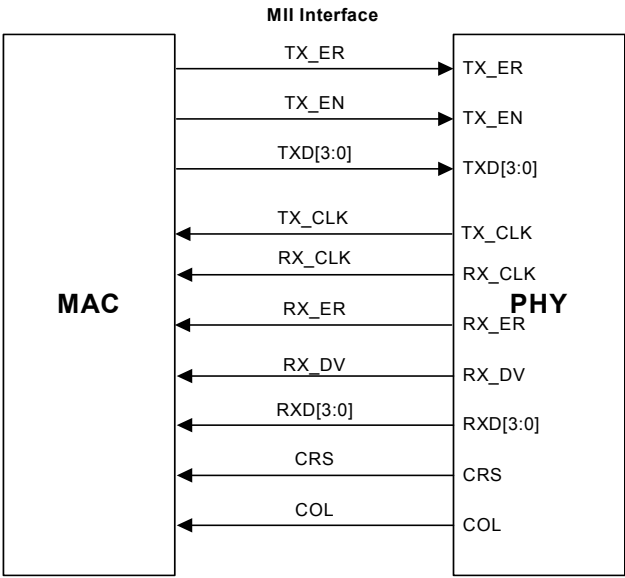 MII Interface
TX_ER
TX_ER
TX_EN
TX_EN
TXD[3:0]
TXD[3:0]
TX_CLK
TX_CLK
RX_CLK
RX_CLK
MAC
PHY
RX_ER
RX_ER
RX_DV
RX_DV
RXD[3:0]
RXD[3:0]
CRS
CRS
COL
COL